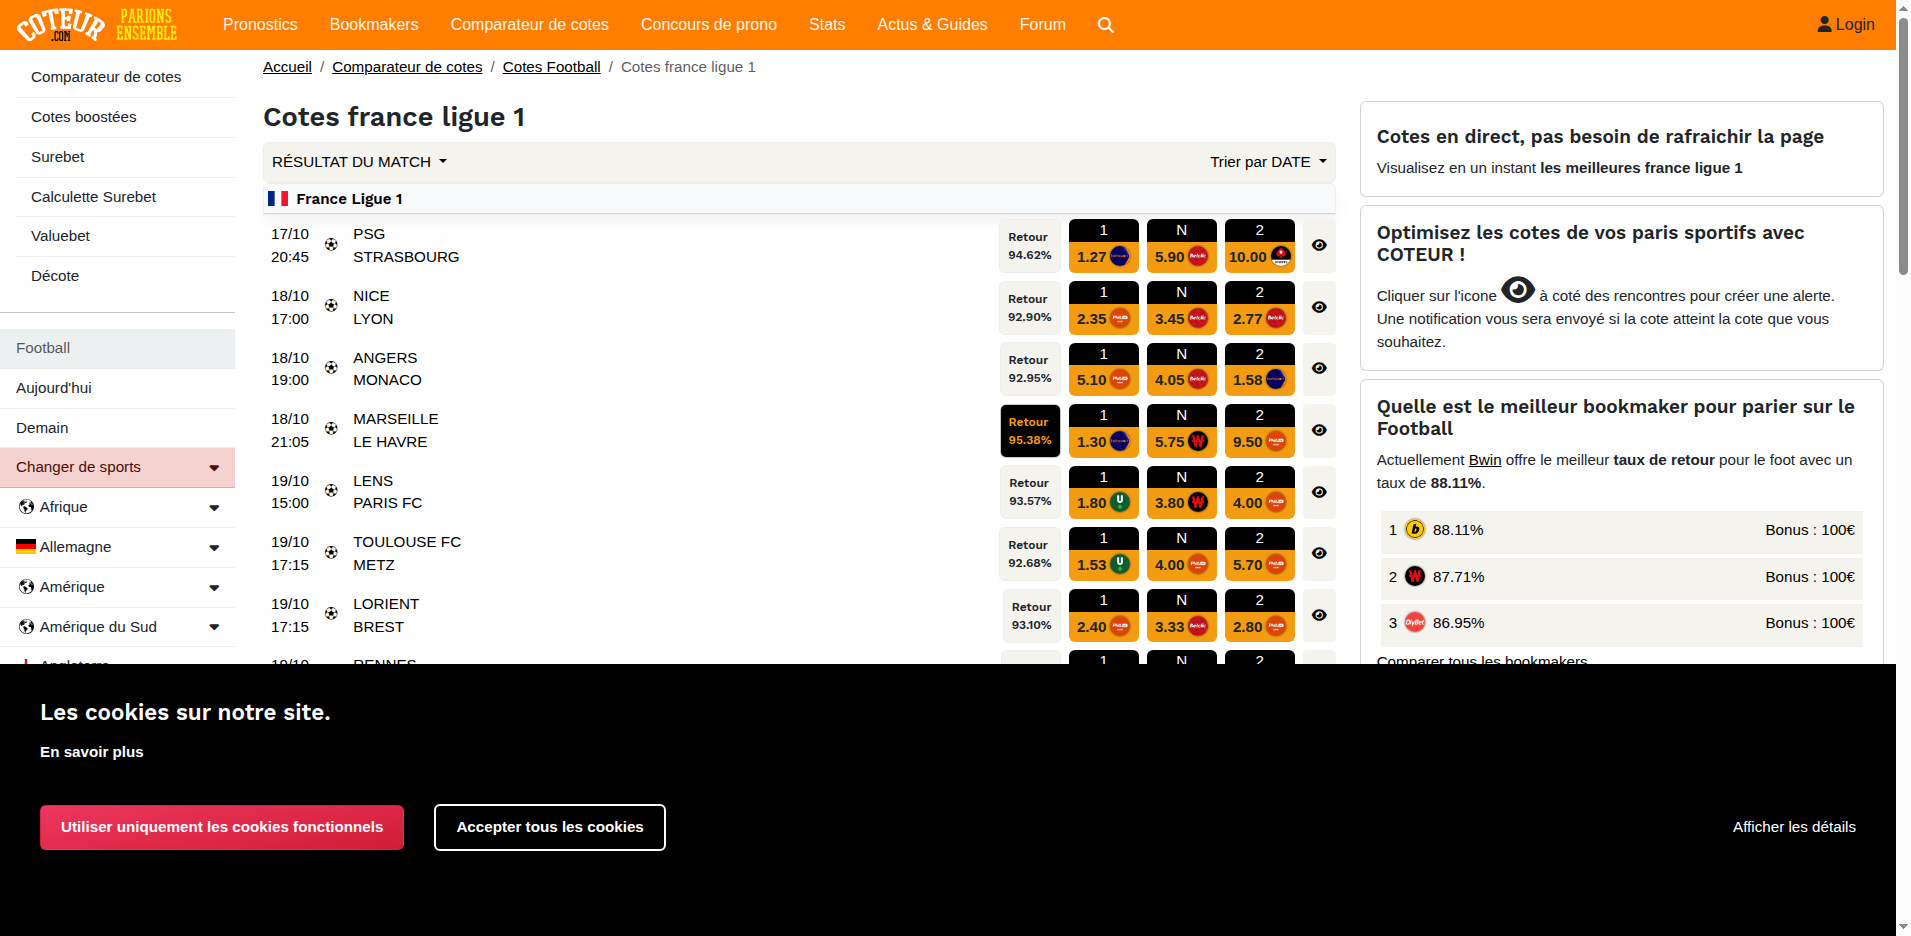 COTEUR
.COM
PARIONS
ENSEMBLE
Pronostics
Bookmakers
Comparateur de cotes
Concours de prono
Stats
Actus & Guides
Forum
Login
Comparateur de cotes
Cotes boostées
Surebet
Calculette Surebet
Valuebet
Décote
Football
Aujourd'hui
Demain
Changer de sports
Afrique
Allemagne
Amérique
Amérique du Sud
Accueil / Comparateur de cotes / Cotes Football / Cotes france ligue 1
Cotes france ligue 1
RÉSULTAT DU MATCH
Trier par DATE
France Ligue 1
17/10 PSG Retour 1 N 2
20:45 STRASBOURG 94.62% 1.27 5.90 10.00
18/10 NICE Retour 1 N 2
17:00 LYON 92.90% 2.35 3.45 2.77
18/10 ANGERS Retour 1 N 2
19:00 MONACO 92.95% 5.10 4.05 1.58
18/10 MARSEILLE Retour 1 N 2
21:05 LE HAVRE 95.38% 1.30 5.75 9.50
19/10 LENS Retour 1 N 2
15:00 PARIS FC 93.57% 1.80 3.80 4.00
19/10 TOULOUSE FC Retour 1 N 2
17:15 METZ 92.68% 1.53 4.00 5.70
19/10 LORIENT Retour 1 N 2
17:15 BREST 93.10% 2.40 3.33 2.80
19/10 RENNES 1 N 2
Cotes en direct, pas besoin de rafraichir la page
Visualisez en un instant les meilleures france ligue 1
Optimisez les cotes de vos paris sportifs avec
COTEUR !
Cliquer sur l'icone à coté des rencontres pour créer une alerte.
Une notification vous sera envoyé si la cote atteint la cote que vous
souhaitez.
Quelle est le meilleur bookmaker pour parier sur le
Football
Actuellement Bwin offre le meilleur taux de retour pour le foot avec un
taux de 88.11%.
1 88.11% Bonus : 100€
2 87.71% Bonus : 100€
3 86.95% Bonus : 100€
Comparer tous les bookmakers
Les cookies sur notre site.
En savoir plus
Utiliser uniquement les cookies fonctionnels
Accepter tous les cookies
Afficher les détails